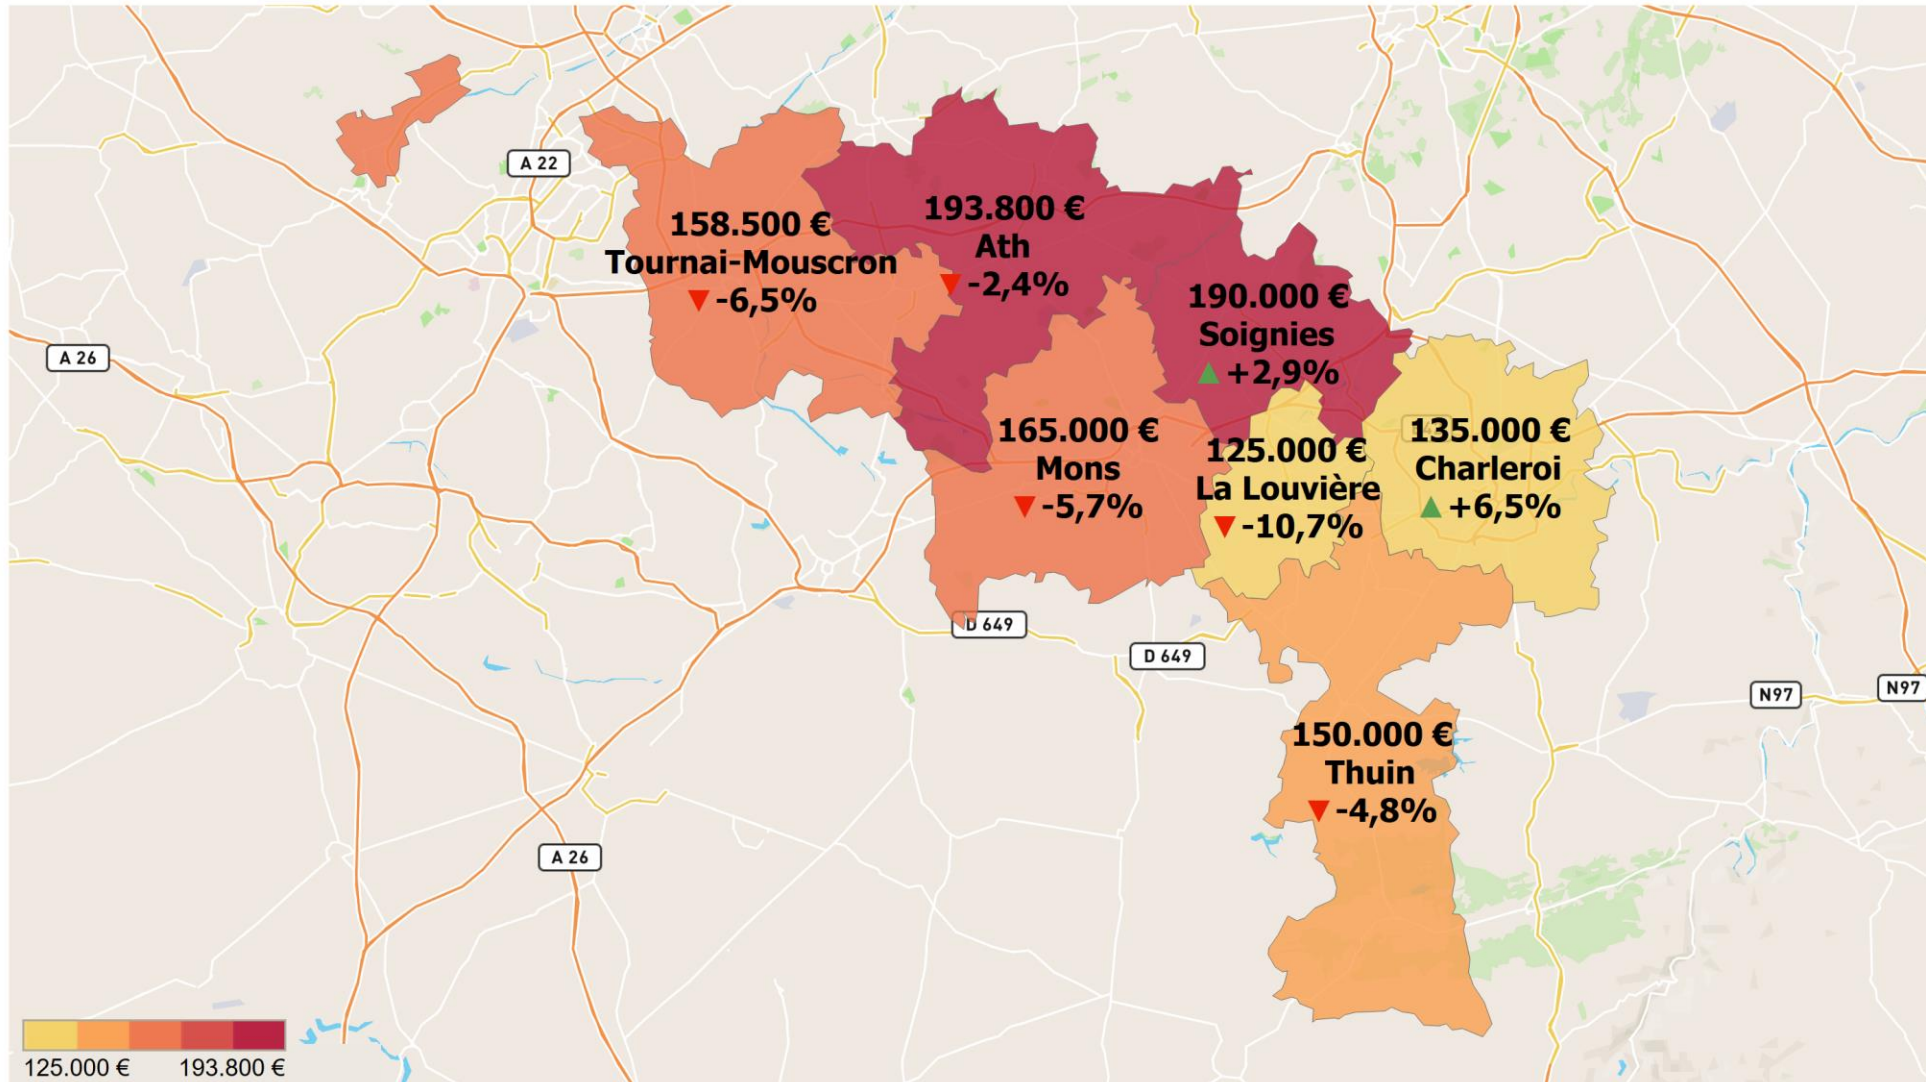 A 22
193.800 €
Ath
-2,4%
158.500 €
Tournai-Mouscron
-6,5%
190.000 €
Soignies
+2,9%
A 26
165.000 €
Mons
-5,7%
125.000 €
La Louvière
-10,7%
135.000 €
Charleroi
+6,5%
D 649
D 649
N97
N97
150.000 €
Thuin
-4,8%
A 26
125.000 €
193.800 €